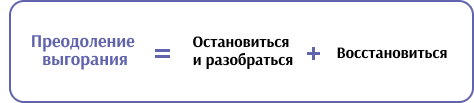 Преодоление
выгорания
=
Остановиться
и разобраться
+
Восстановиться